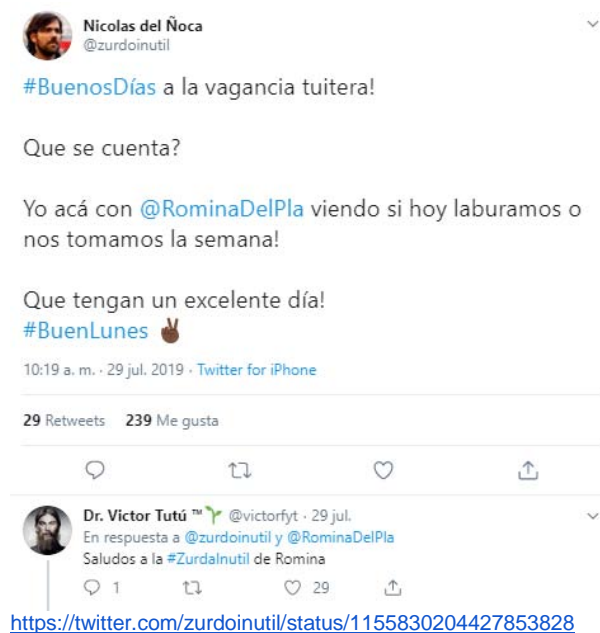 Nicolas del Ñoca
@zurdoinutil
#BuenosDías a la vagancia tuitera!
Que se cuenta?
Yo acá con @RominaDelPla viendo si hoy laburamos o
nos tomamos la semana!
Que tengan un excelente día!
#BuenLunes ✌🏿
10:19 a. m. · 29 jul. 2019 · Twitter for iPhone
29 Retweets 239 Me gusta
Dr. Victor Tutú ™🌱 @victorfyt · 29 jul.
En respuesta a @zurdoinutil y @RominaDelPla
Saludos a la #ZurdaInutil de Romina
1 29
https://twitter.com/zurdoinutil/status/1155830204427853828